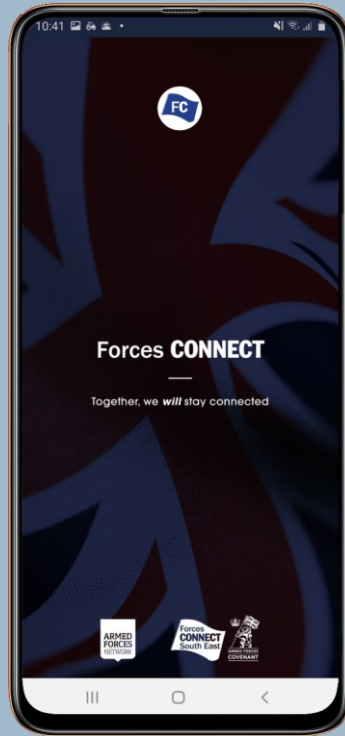 10:41
FC
Forces CONNECT
Together, we will stay connected
ARMED
FORCES
NETWORK
Forces
CONNECT
South East
ARMED FORCES
COVENANT